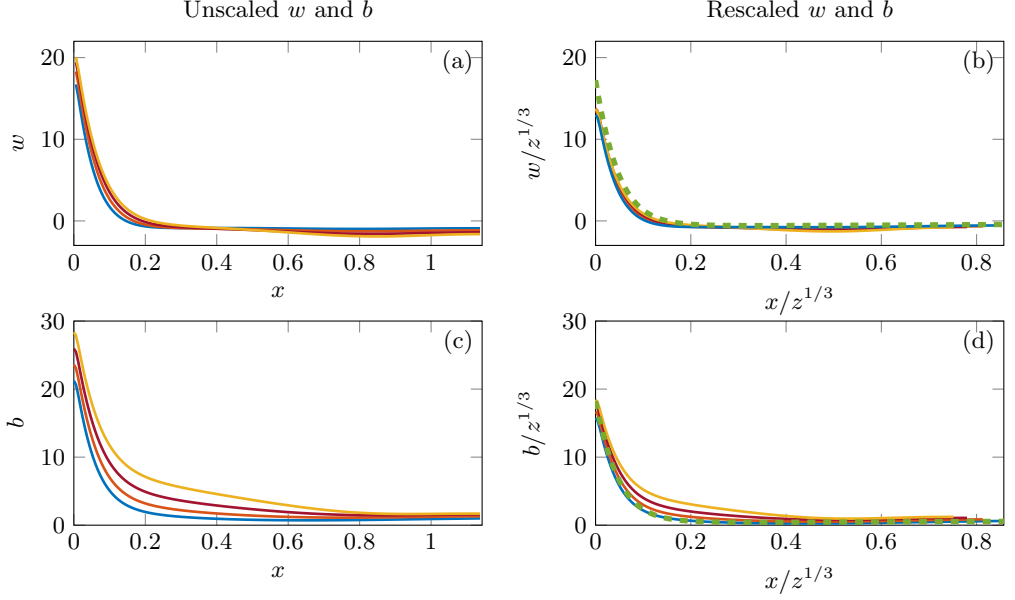 Unscaled w and b
Rescaled w and b
(a)
w
20
10
0
0 0.2 0.4 0.6 0.8 1
x
(b)
w/z^{1/3}
20
10
0
0 0.2 0.4 0.6 0.8
x/z^{1/3}
(c)
b
30
20
10
0
0 0.2 0.4 0.6 0.8 1
x
(d)
b/z^{1/3}
30
20
10
0
0 0.2 0.4 0.6 0.8
x/z^{1/3}